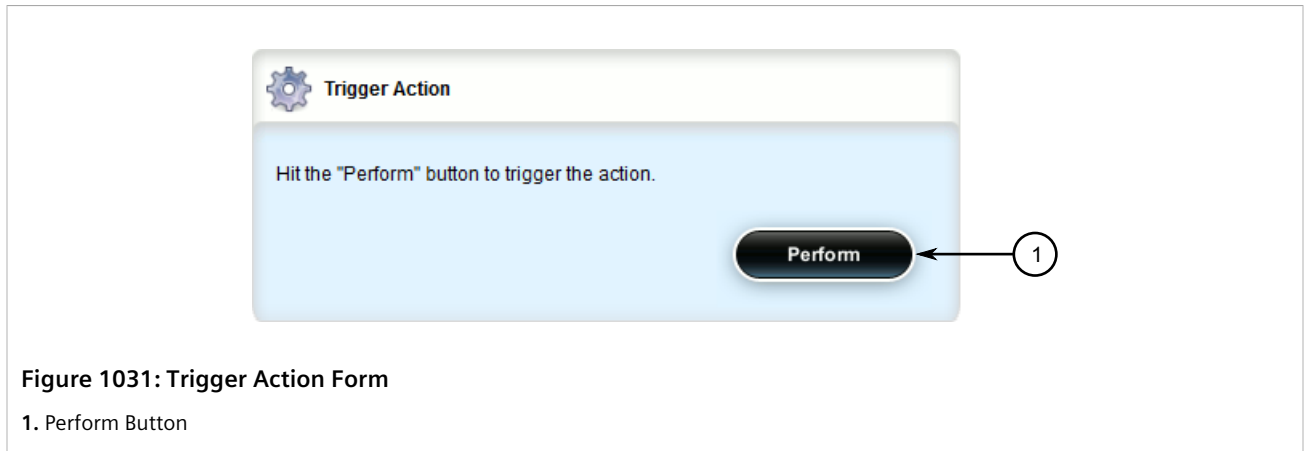 Trigger Action
Hit the "Perform" button to trigger the action.
Perform
1
Figure 1031: Trigger Action Form
1. Perform Button